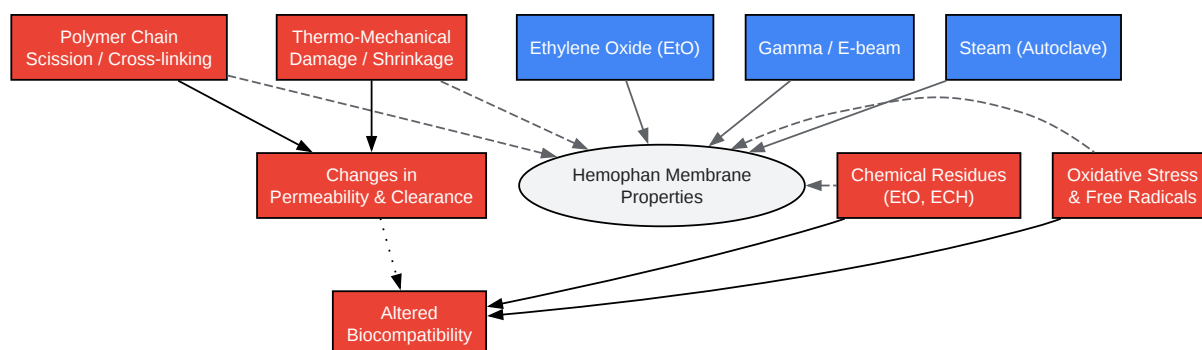 Polymer Chain
Scission / Cross-linking
Thermo-Mechanical
Damage / Shrinkage
Ethylene Oxide (EtO)
Gamma / E-beam
Steam (Autoclave)
Changes in
Permeability & Clearance
Hemophan Membrane
Properties
Chemical Residues
(EtO, ECH)
Oxidative Stress
& Free Radicals
Altered
Biocompatibility